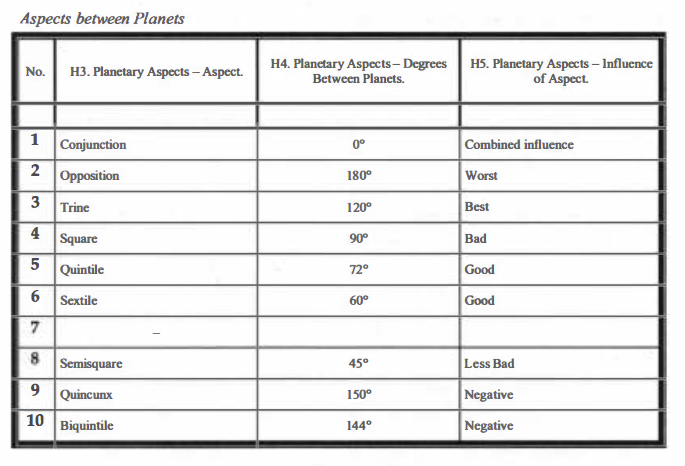 Aspects between Planets
No. H3. Planetary Aspects – Aspect. H4. Planetary Aspects – Degrees Between Planets. H5. Planetary Aspects – Influence of Aspect.
1 Conjunction 0° Combined influence
2 Opposition 180° Worst
3 Trine 120° Best
4 Square 90° Bad
5 Quintile 72° Good
6 Sextile 60° Good
7 –
8 Semisquare 45° Less Bad
9 Quincunx 150° Negative
10 Biquintile 144° Negative